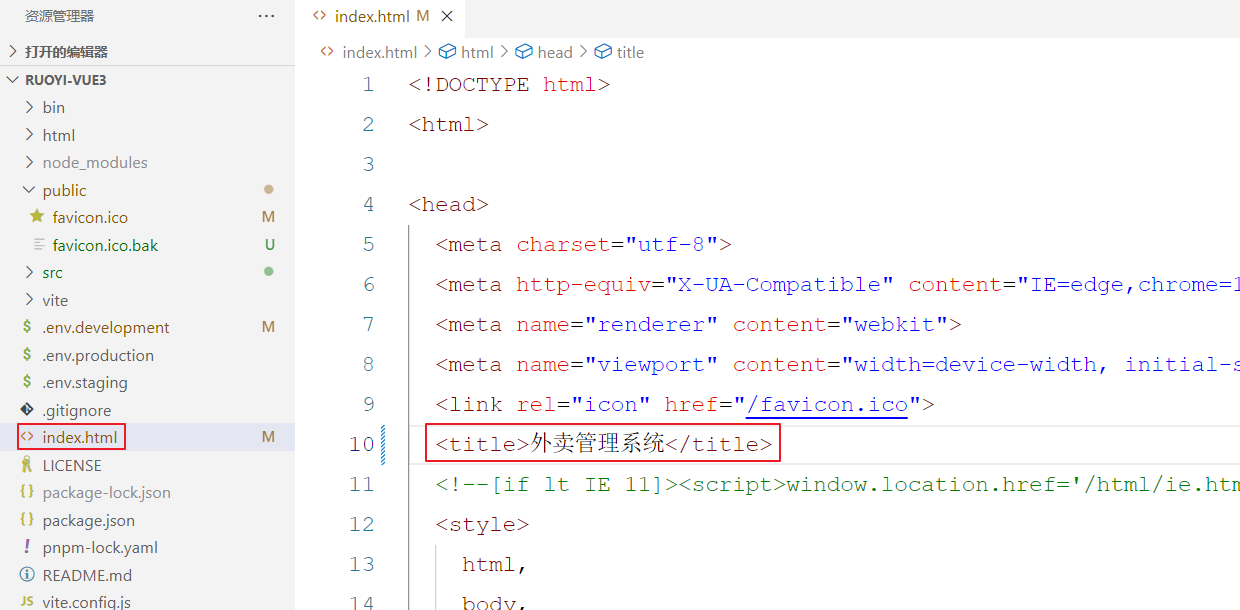 资源管理器 ···
打开的编辑器
RUOYI-VUE3
bin
html
node_modules
public
favicon.ico M
favicon.ico.bak U
src
vite
$ .env.development M
$ .env.production
$ .env.staging
.gitignore
<> index.html M
LICENSE
{} package-lock.json
{} package.json
! pnpm-lock.yaml
README.md
JS vite.config.js
<> index.html M ×
<> index.html > html > head > title
1 <!DOCTYPE html>
2 <html>
3
4 <head>
5 <meta charset="utf-8">
6 <meta http-equiv="X-UA-Compatible" content="IE=edge,chrome=1
7 <meta name="renderer" content="webkit">
8 <meta name="viewport" content="width=device-width, initial-s
9 <link rel="icon" href="/favicon.ico">
10 <title>外卖管理系统</title>
11 <!--[if lt IE 11]><script>window.location.href='/html/ie.htm
12 <style>
13 html,
14 body,